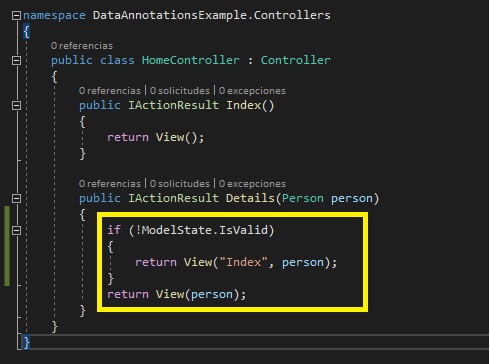 namespace DataAnnotationsExample.Controllers
{
0 referencias
public class HomeController : Controller
{
0 referencias | 0 solicitudes | 0 excepciones
public IActionResult Index()
{
return View();
}
0 referencias | 0 solicitudes | 0 excepciones
public IActionResult Details(Person person)
{
if (!ModelState.IsValid)
{
return View("Index", person);
}
return View(person);
}
}
}